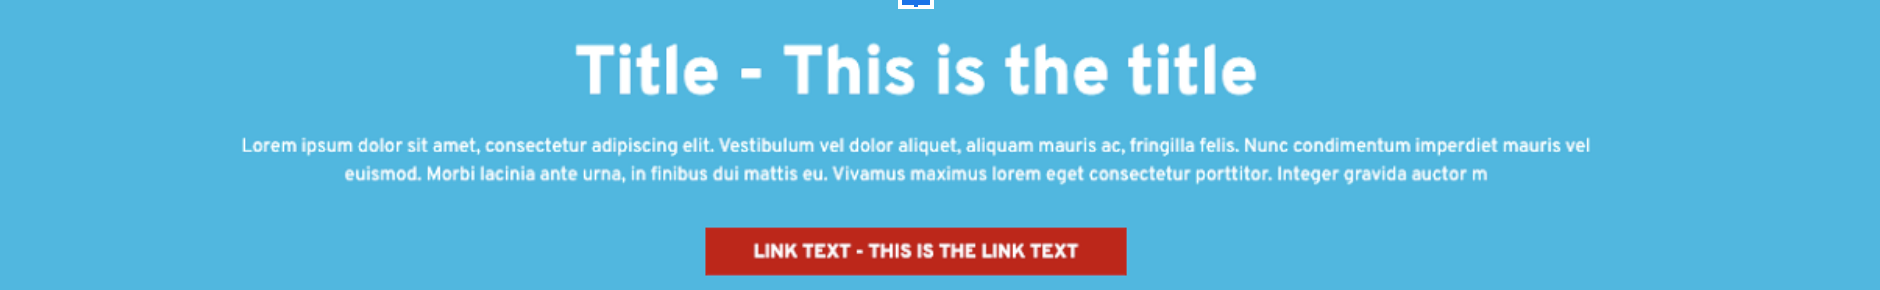 Title - This is the title
Lorem ipsum dolor sit amet, consectetur adipiscing elit. Vestibulum vel dolor aliquet, aliquam mauris ac, fringilla felis. Nunc condimentum imperdiet mauris vel
euismod. Morbi lacinia ante urna, in finibus dui mattis eu. Vivamus maximus lorem eget consectetur porttitor. Integer gravida auctor m
LINK TEXT - THIS IS THE LINK TEXT